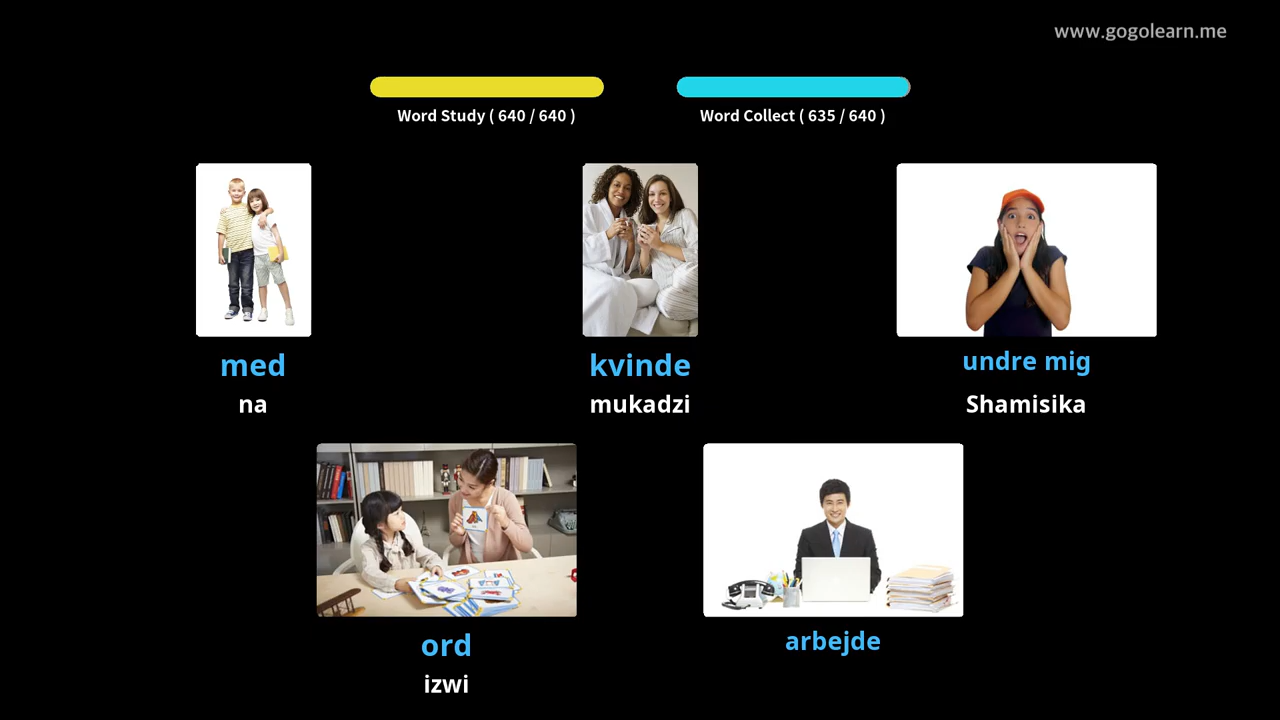 www.gogolearn.me
Word Study ( 640 / 640 )
Word Collect ( 635 / 640 )
med
na
kvinde
mukadzi
undre mig
Shamisika
ord
izwi
arbejde